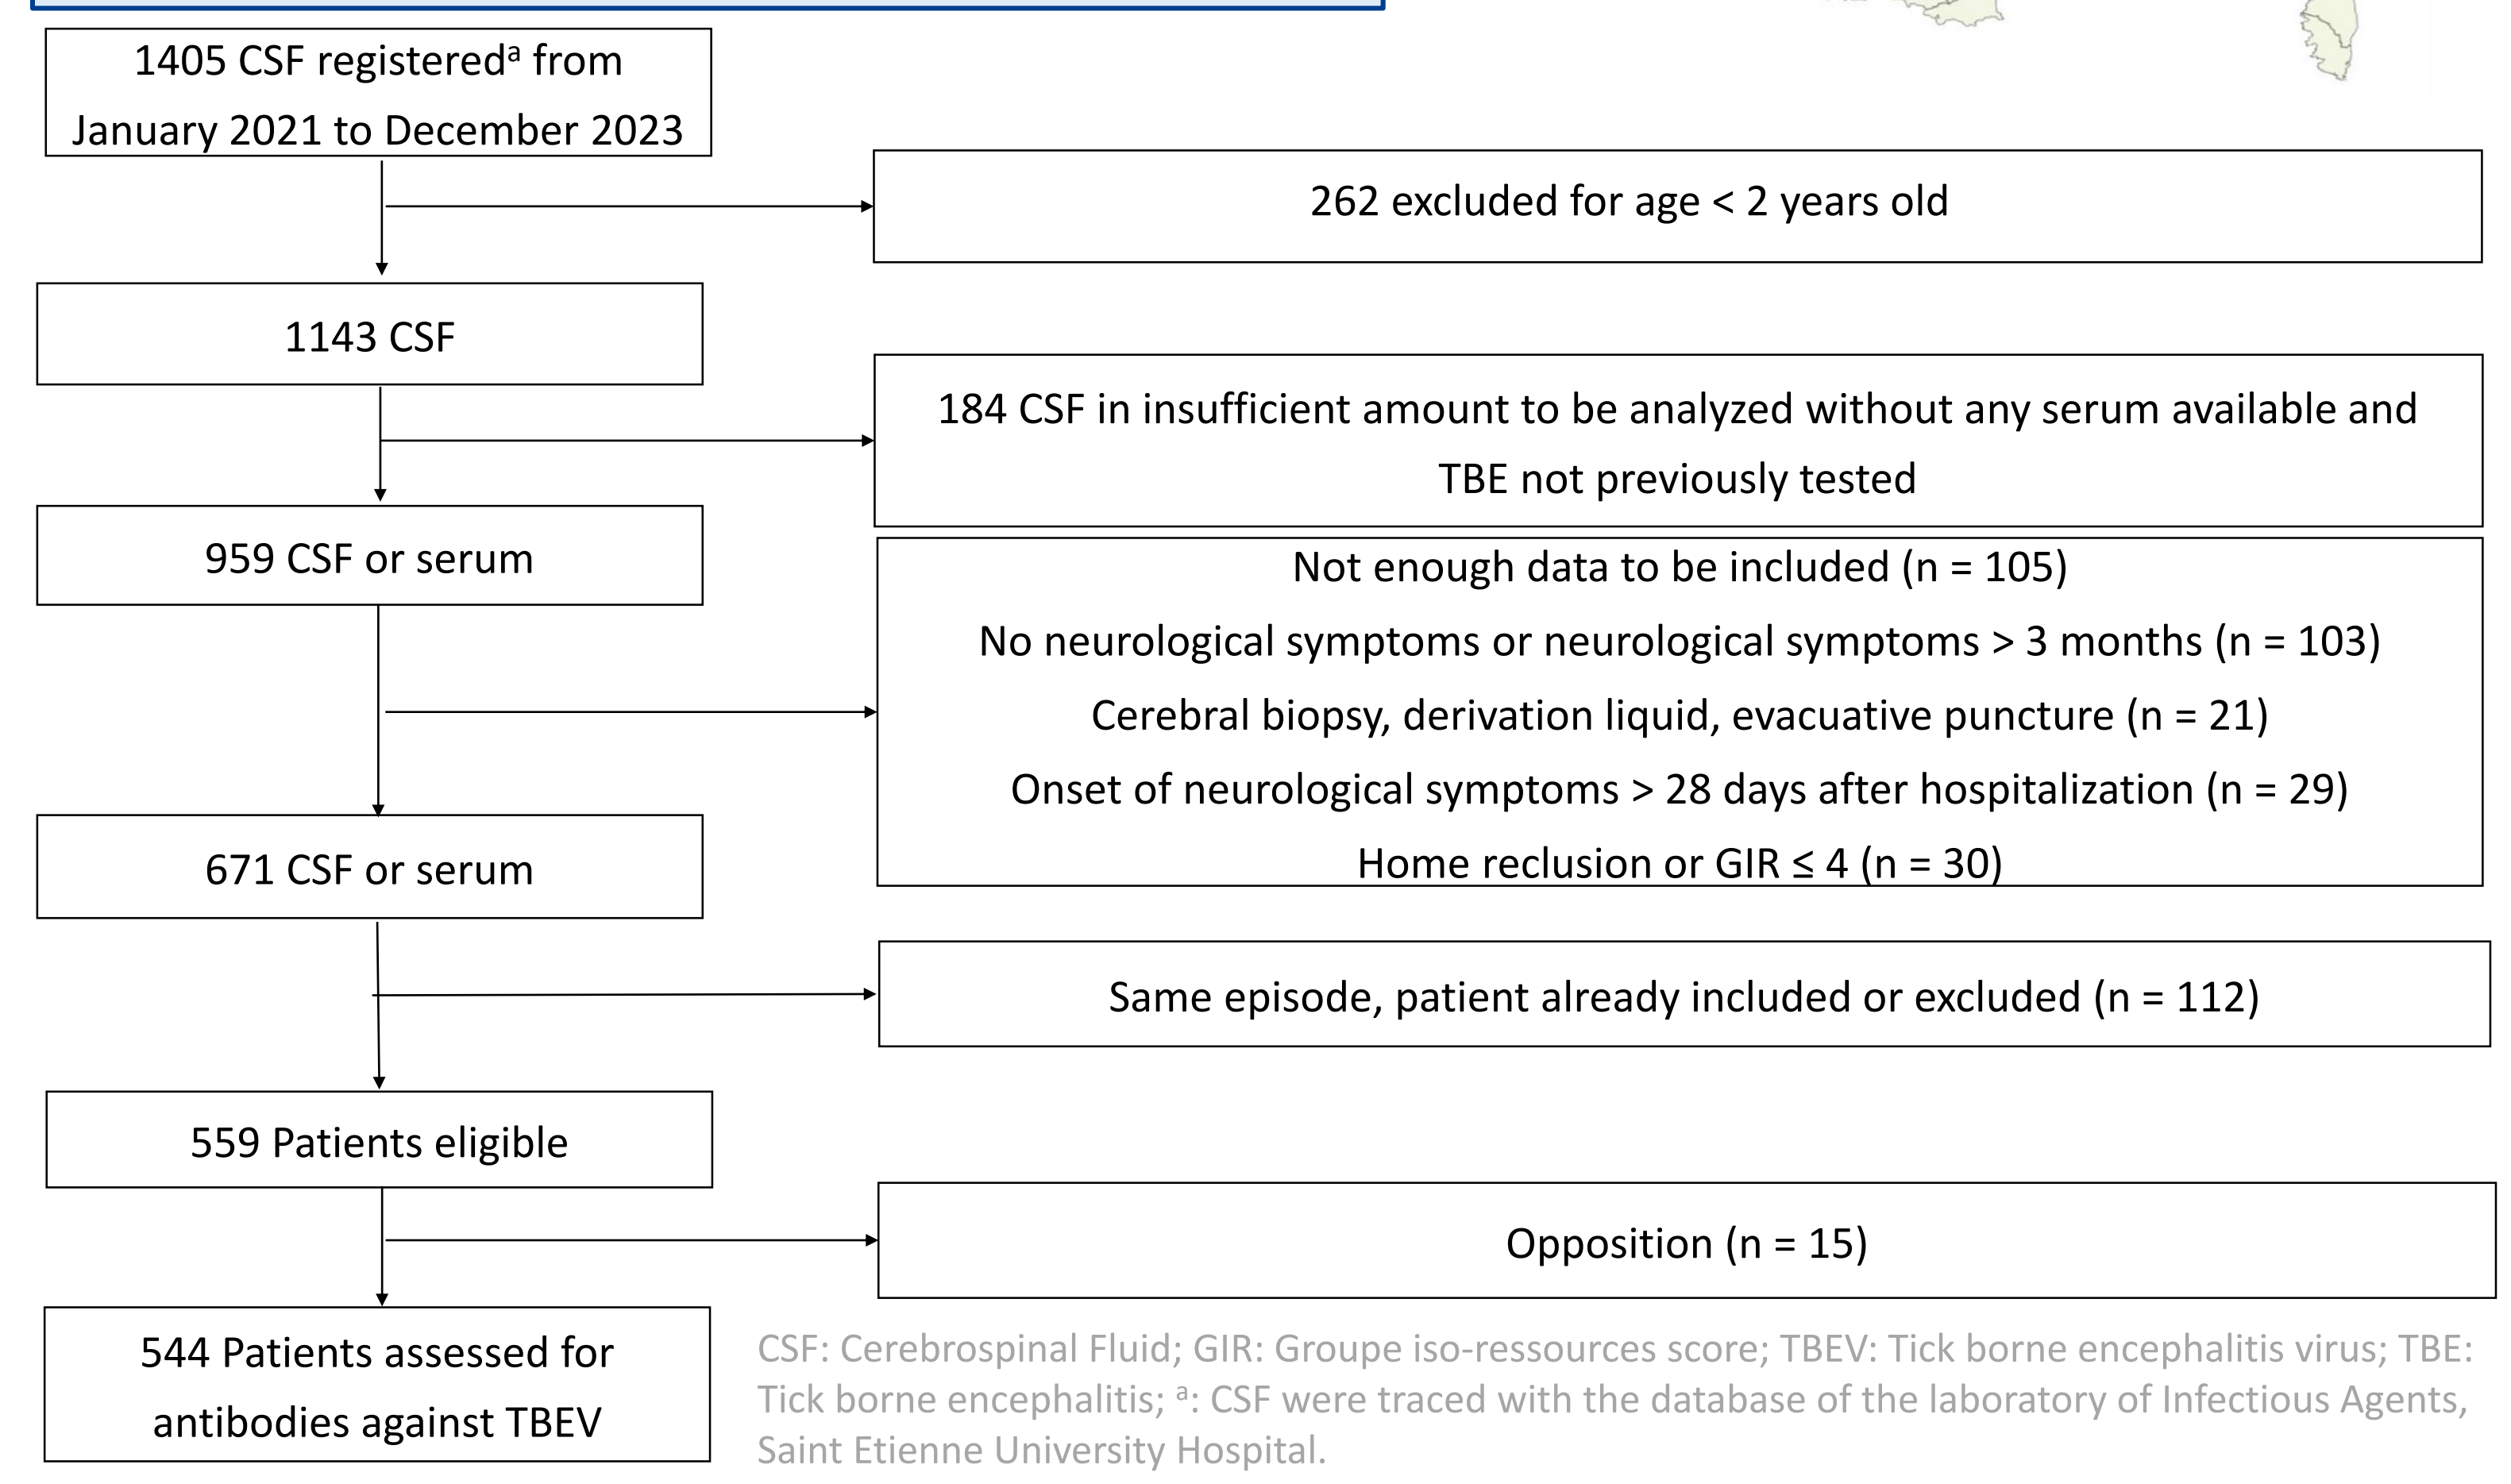 1405 CSF registeredª from
January 2021 to December 2023
262 excluded for age < 2 years old
1143 CSF
184 CSF in insufficient amount to be analyzed without any serum available and
TBE not previously tested
959 CSF or serum
Not enough data to be included (n = 105)
No neurological symptoms or neurological symptoms > 3 months (n = 103)
Cerebral biopsy, derivation liquid, evacuative puncture (n = 21)
Onset of neurological symptoms > 28 days after hospitalization (n = 29)
Home reclusion or GIR ≤ 4 (n = 30)
671 CSF or serum
Same episode, patient already included or excluded (n = 112)
559 Patients eligible
Opposition (n = 15)
544 Patients assessed for
antibodies against TBEV
CSF: Cerebrospinal Fluid; GIR: Groupe iso-ressources score; TBEV: Tick borne encephalitis virus; TBE:
Tick borne encephalitis; ª: CSF were traced with the database of the laboratory of Infectious Agents,
Saint Etienne University Hospital.